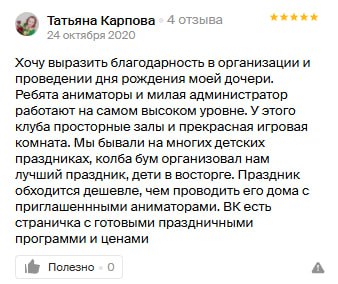 Татьяна Карпова • 4 отзыва
24 октября 2020
Хочу выразить благодарность в организации и
проведении дня рождения моей дочери.
Ребята аниматоры и милая администратор
работают на самом высоком уровне. У этого
клуба просторные залы и прекрасная игровая
комната. Мы бывали на многих детских
праздниках, колба бум организовал нам
лучший праздник, дети в восторге. Праздник
обходится дешевле, чем проводить его дома с
приглашеннными аниматорами. ВК есть
страничка с готовыми праздничными
программи и ценами
Полезно • 0